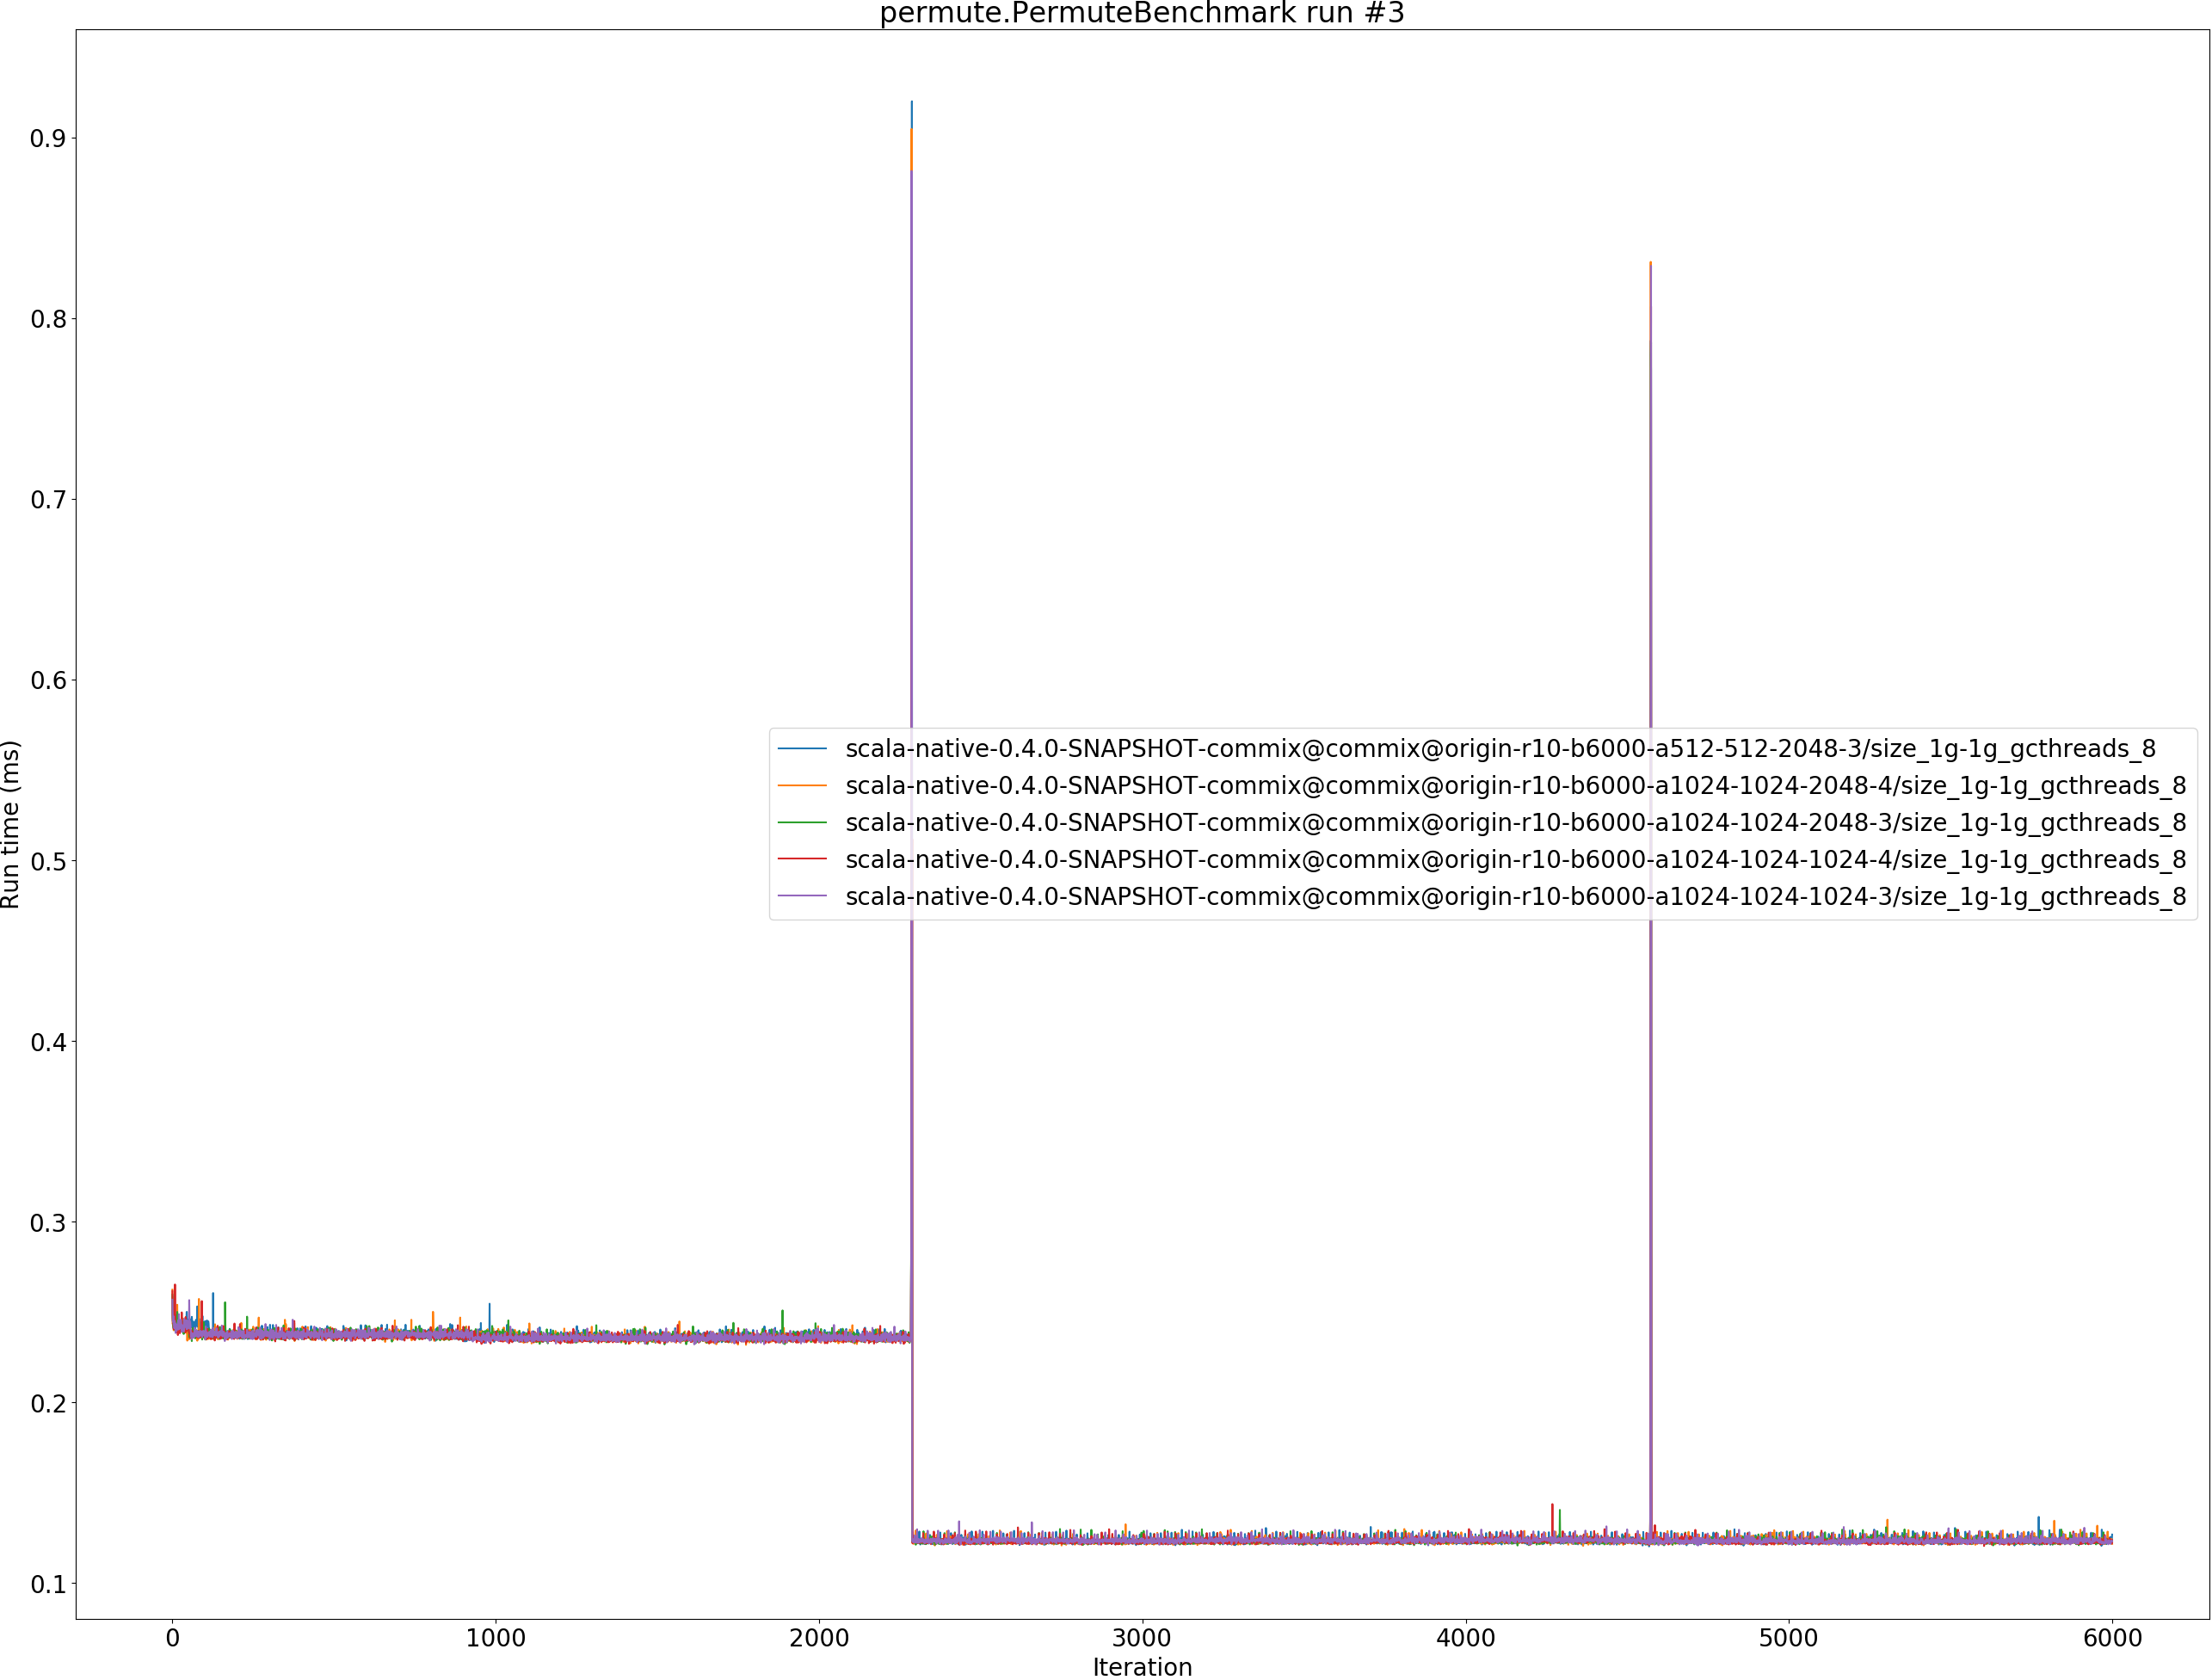 permute.PermuteBenchmark run #3
Run time (ms)
0.9
0.8
0.7
0.6
0.5
0.4
0.3
0.2
0.1
scala-native-0.4.0-SNAPSHOT-commix@commix@origin-r10-b6000-a512-512-2048-3/size_1g-1g_gcthreads_8
scala-native-0.4.0-SNAPSHOT-commix@commix@origin-r10-b6000-a1024-1024-2048-4/size_1g-1g_gcthreads_8
scala-native-0.4.0-SNAPSHOT-commix@commix@origin-r10-b6000-a1024-1024-2048-3/size_1g-1g_gcthreads_8
scala-native-0.4.0-SNAPSHOT-commix@commix@origin-r10-b6000-a1024-1024-1024-4/size_1g-1g_gcthreads_8
scala-native-0.4.0-SNAPSHOT-commix@commix@origin-r10-b6000-a1024-1024-1024-3/size_1g-1g_gcthreads_8
0 1000 2000 3000 4000 5000 6000
Iteration